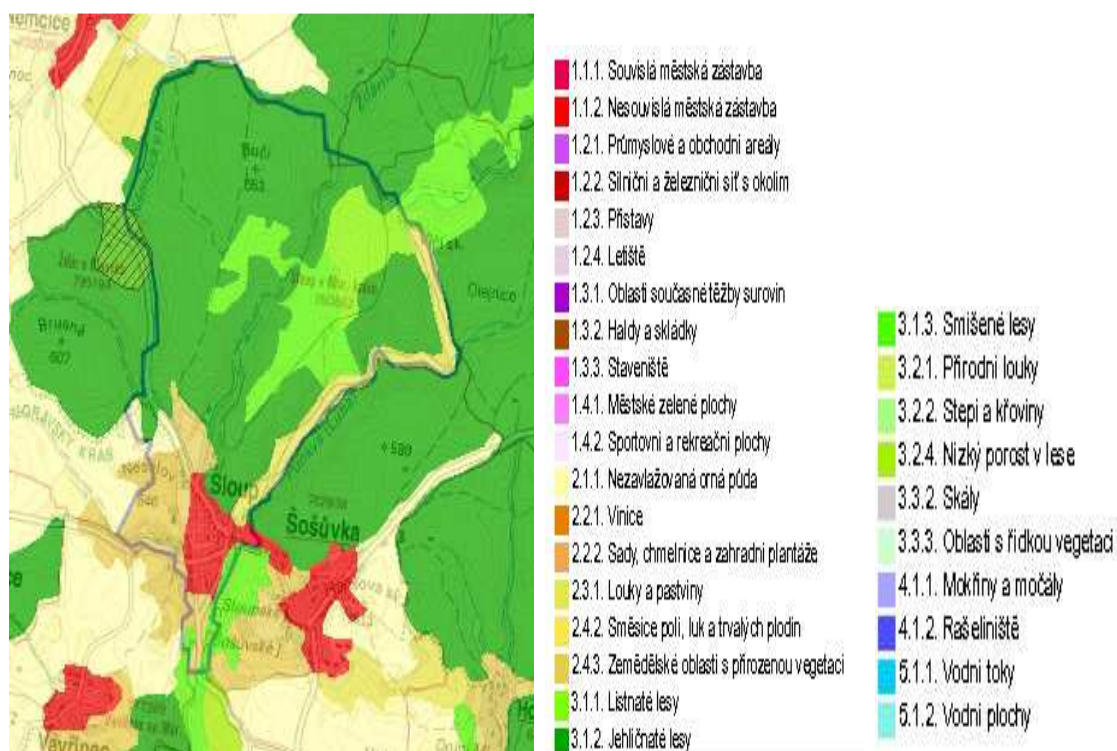 Němčice
Buči
Brušná
607
Sloup
Šošůvka
589
MORAVSKÝ KRAS
Vavřinec
1.1.1. Souvislá městská zástavba
1.1.2. Nesouvislá městská zástavba
1.2.1. Průmyslové a obchodní areály
1.2.2. Silniční a železniční síť s okolím
1.2.3. Přístavy
1.2.4. Letiště
1.3.1. Oblasti současné těžby surovin
1.3.2. Haldy a skládky
1.3.3. Staveniště
1.4.1. Městské zelené plochy
1.4.2. Sportovní a rekreační plochy
2.1.1. Nezavlažovaná orná půda
2.2.1. Vinice
2.2.2. Sady, chmelnice a zahradní plantáže
2.3.1. Louky a pastviny
2.4.2. Směsice polí, luk a trvalých plodin
2.4.3. Zemědělské oblasti s přirozenou vegetací
3.1.1. Listnaté lesy
3.1.2. Jehličnaté lesy
3.1.3. Smíšené lesy
3.2.1. Přírodní louky
3.2.2. Stepi a křoviny
3.2.4. Nízký porost v lese
3.3.2. Skály
3.3.3. Oblasti s řídkou vegetací
4.1.1. Mokřiny a močály
4.1.2. Rašeliniště
5.1.1. Vodní toky
5.1.2. Vodní plochy